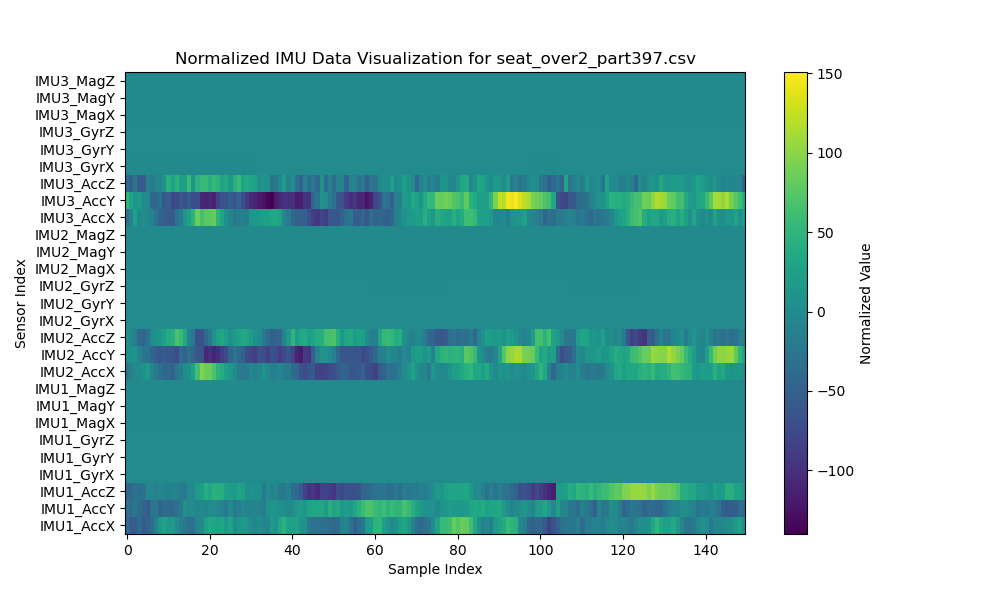 Normalized IMU Data Visualization for seat_over2_part397.csv
IMU3_MagZ
IMU3_MagY
IMU3_MagX
IMU3_GyrZ
IMU3_GyrY
IMU3_GyrX
IMU3_AccZ
IMU3_AccY
IMU3_AccX
IMU2_MagZ
IMU2_MagY
IMU2_MagX
IMU2_GyrZ
IMU2_GyrY
IMU2_GyrX
IMU2_AccZ
IMU2_AccY
IMU2_AccX
IMU1_MagZ
IMU1_MagY
IMU1_MagX
IMU1_GyrZ
IMU1_GyrY
IMU1_GyrX
IMU1_AccZ
IMU1_AccY
IMU1_AccX
Sensor Index
0 20 40 60 80 100 120 140
Sample Index
150
100
50
0
−50
−100
Normalized Value